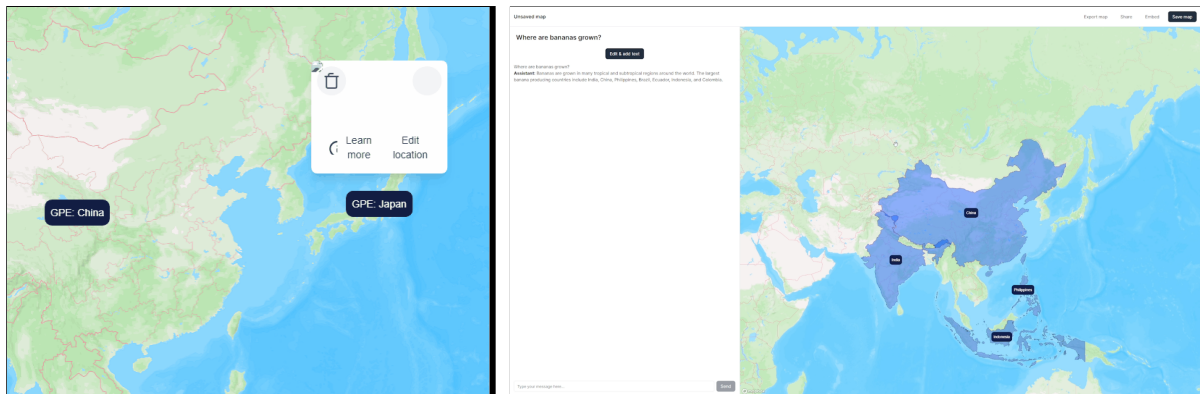 Learn
more
Edit
location
GPE: China
GPE: Japan
Unsaved map
Export map
Share
Embed
Save map
Where are bananas grown?
Edit & add text
Where are bananas grown?
Assistant: Bananas are grown in many tropical and subtropical regions around the world. The largest
banana producing countries include India, China, Philippines, Brazil, Ecuador, Indonesia, and Colombia.
China
India
Philippines
Indonesia
Type your message here...
Send